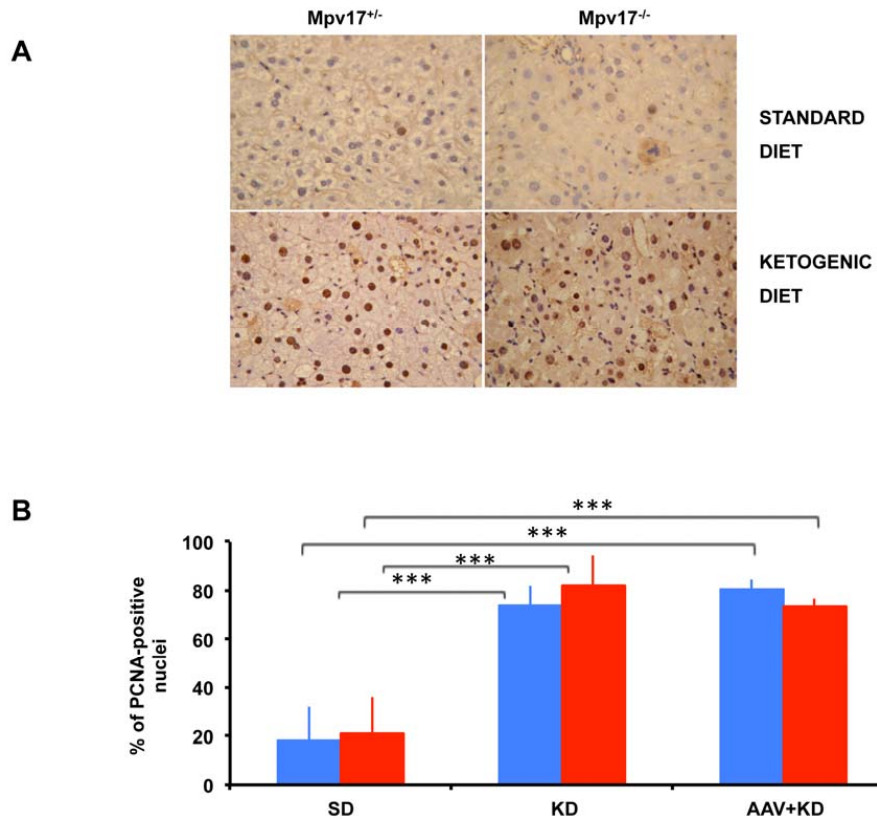 Mpv17+/- Mpv17-/-
A
STANDARD
DIET
KETOGENIC
DIET
B
***
***
***
***
100
80
60
40
20
0
% of PCNA-positive
nuclei
SD KD AAV+KD